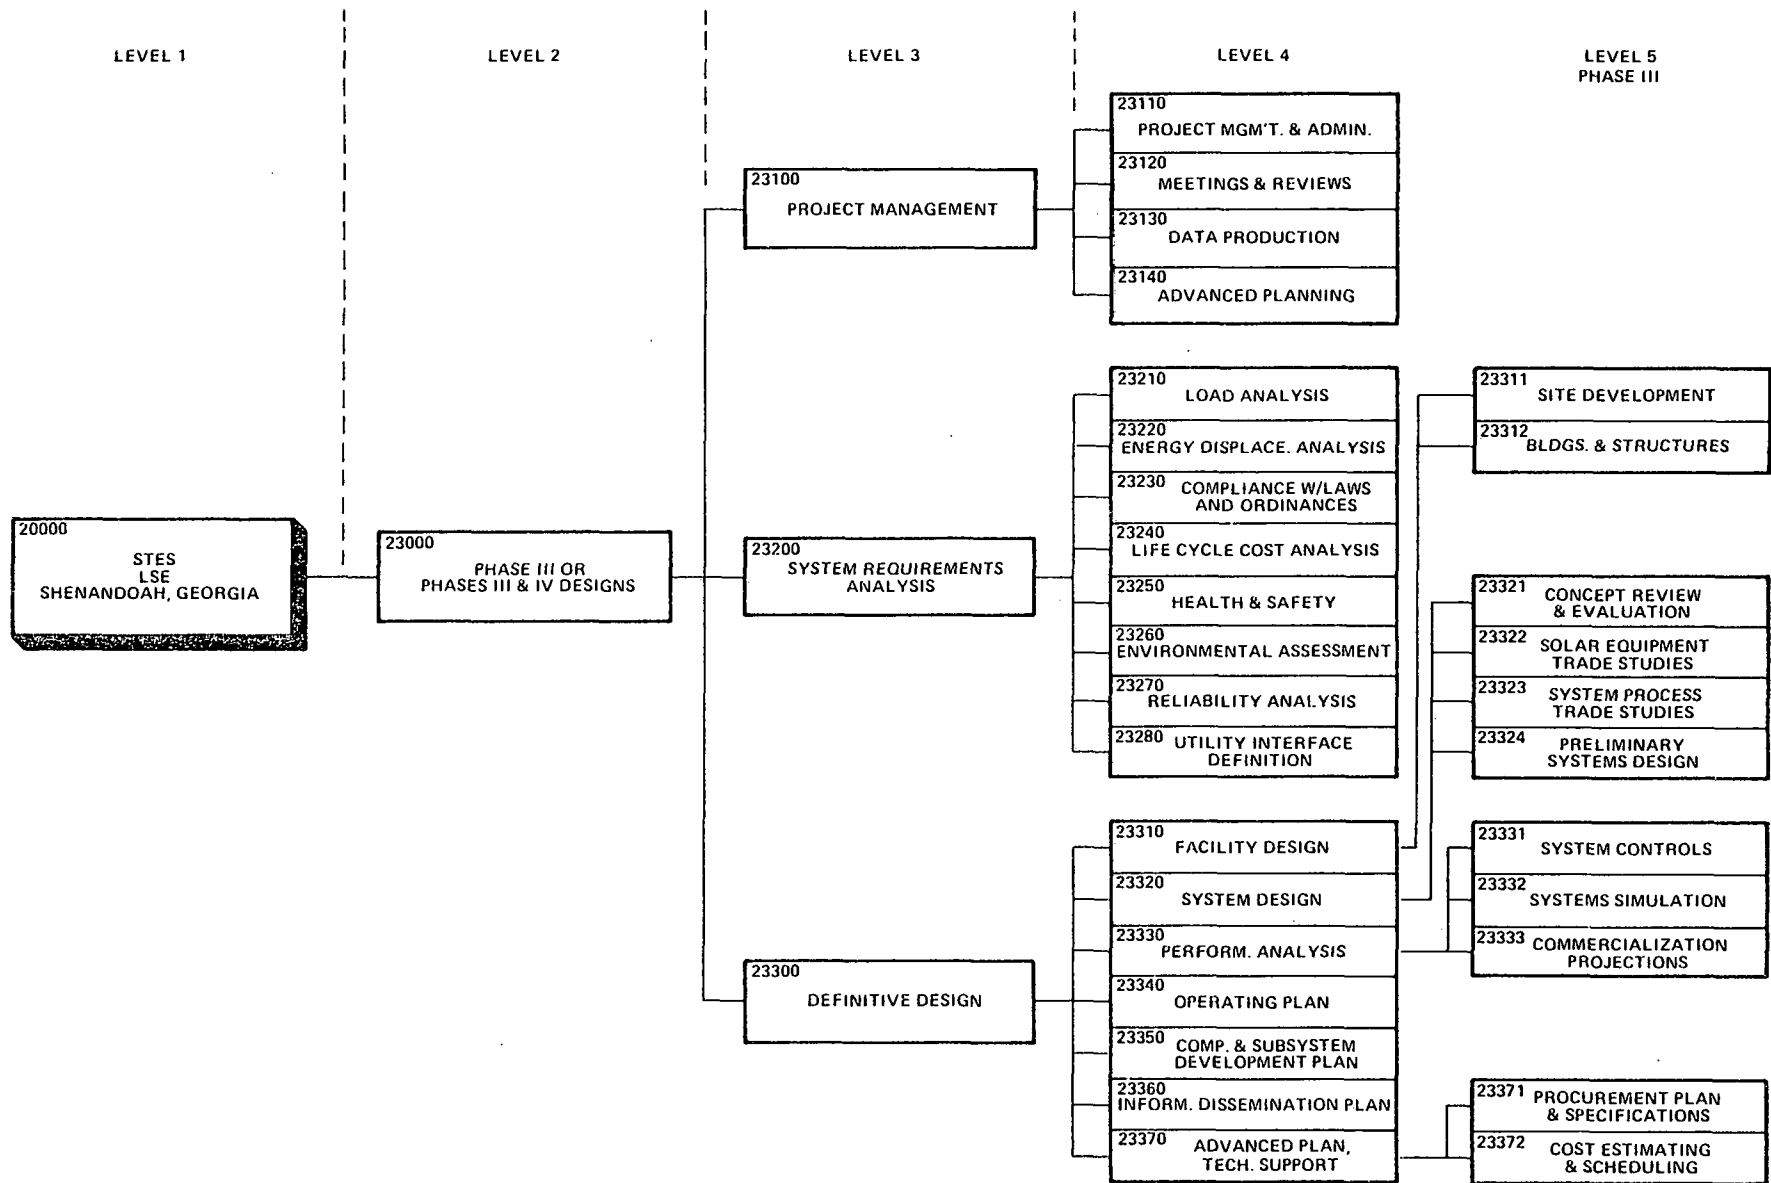 LEVEL 1
LEVEL 2
LEVEL 3
LEVEL 4
LEVEL 5
PHASE III
20000
STES
LSE
SHENANDOAH, GEORGIA
23000
PHASE III OR
PHASES III & IV DESIGNS
23100
PROJECT MANAGEMENT
23200
SYSTEM REQUIREMENTS
ANALYSIS
23300
DEFINITIVE DESIGN
23110
PROJECT MGM'T. & ADMIN.
23120
MEETINGS & REVIEWS
23130
DATA PRODUCTION
23140
ADVANCED PLANNING
23210
LOAD ANALYSIS
23220
ENERGY DISPLACE. ANALYSIS
23230
COMPLIANCE W/LAWS
AND ORDINANCES
23240
LIFE CYCLE COST ANALYSIS
23250
HEALTH & SAFETY
23260
ENVIRONMENTAL ASSESSMENT
23270
RELIABILITY ANALYSIS
23280
UTILITY INTERFACE
DEFINITION
23310
FACILITY DESIGN
23320
SYSTEM DESIGN
23330
PERFORM. ANALYSIS
23340
OPERATING PLAN
23350
COMP. & SUBSYSTEM
DEVELOPMENT PLAN
23360
INFORM. DISSEMINATION PLAN
23370
ADVANCED PLAN,
TECH. SUPPORT
23311
SITE DEVELOPMENT
23312
BLDGS. & STRUCTURES
23321
CONCEPT REVIEW
& EVALUATION
23322
SOLAR EQUIPMENT
TRADE STUDIES
23323
SYSTEM PROCESS
TRADE STUDIES
23324
PRELIMINARY
SYSTEMS DESIGN
23331
SYSTEM CONTROLS
23332
SYSTEMS SIMULATION
23333
COMMERCIALIZATION
PROJECTIONS
23371
PROCUREMENT PLAN
& SPECIFICATIONS
23372
COST ESTIMATING
& SCHEDULING